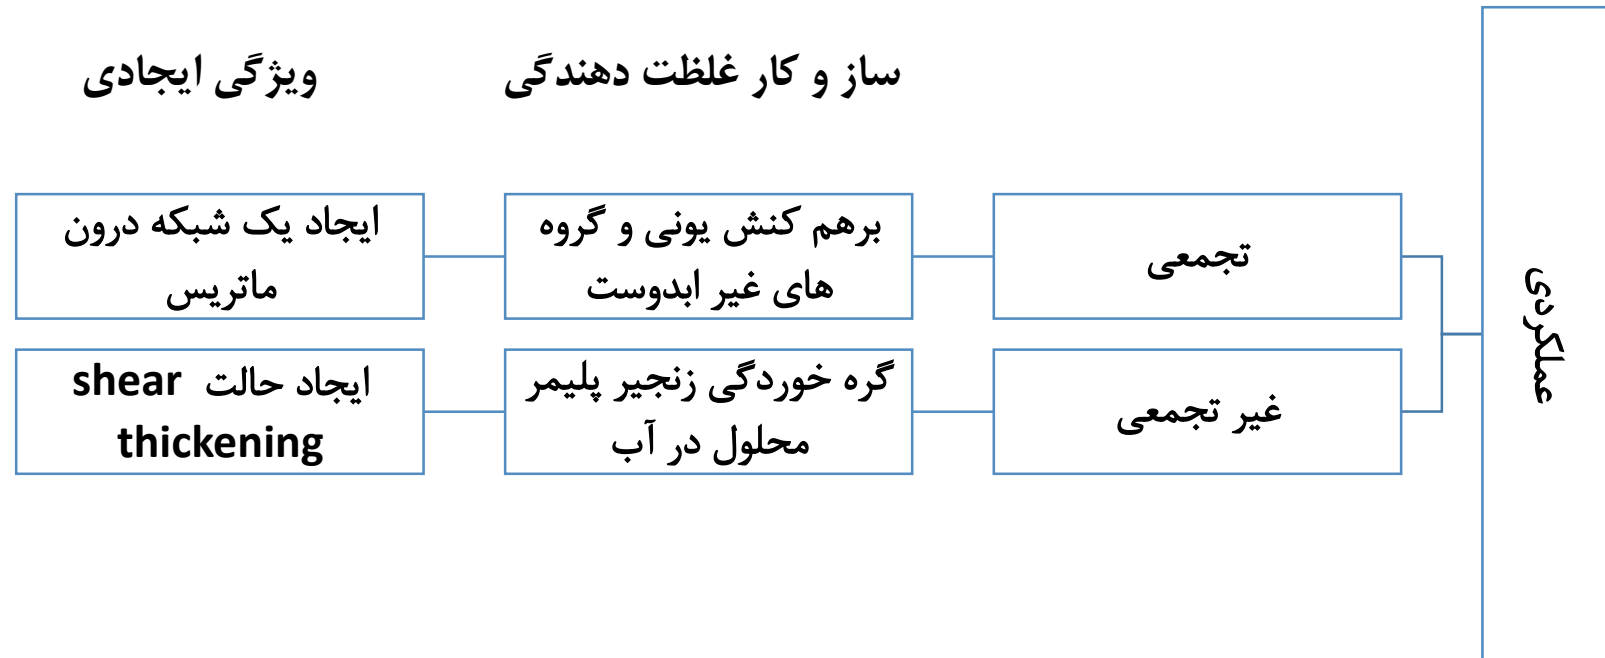 ساز و کار غلظت دهندگی
ویژگی ایجادی
عملکردی
تجمعی
برهم کنش یونی و گروه
های غیر ابدوست
ایجاد یک شبکه درون
ماتریس
غیر تجمعی
گره خوردگی زنجیر پلیمر
محلول در آب
ایجاد حالت shear
thickening